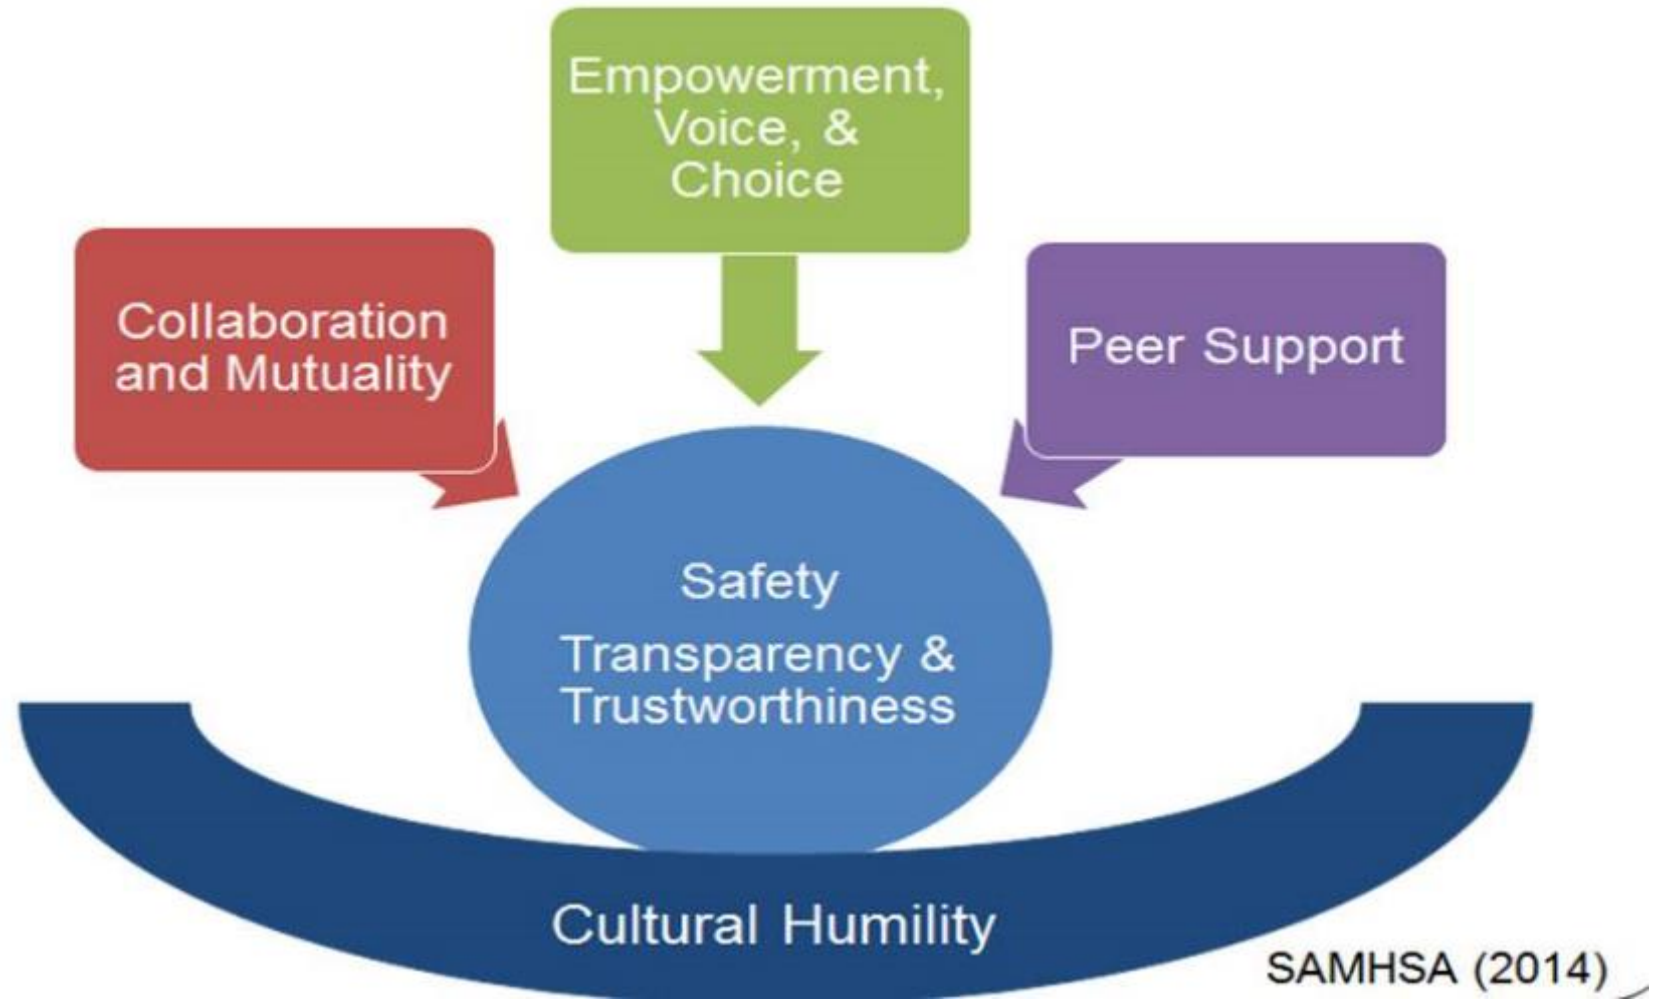 Empowerment,
Voice, &
Choice
Collaboration
and Mutuality
Peer Support
Safety
Transparency &
Trustworthiness
Cultural Humility
SAMHSA (2014)